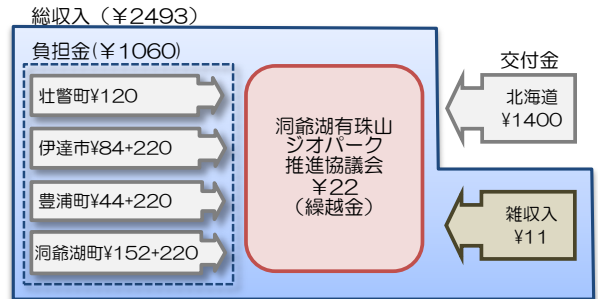 総収入（¥2493）
負担金(¥1060)
壮瞥町¥120
伊達市¥84+220
豊浦町¥44+220
洞爺湖町¥152+220
洞爺湖有珠山
ジオパーク
推進協議会
¥22
（繰越金）
交付金
北海道
¥1400
雑収入
¥11